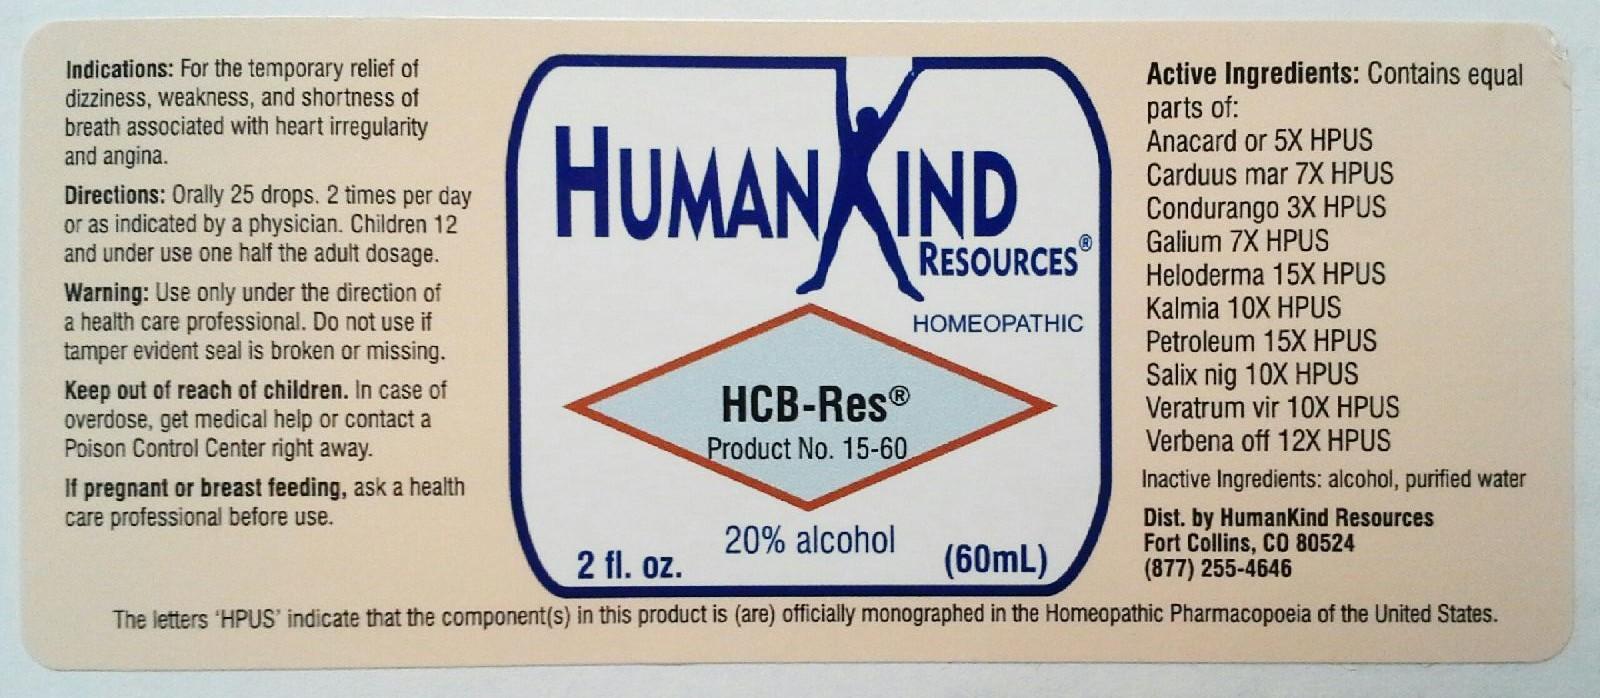 Indications: For the temporary relief of
dizziness, weakness, and shortness of
breath associated with heart irregularity
and angina.
Directions: Orally 25 drops. 2 times per day
or as indicated by a physician. Children 12
and under use one half the adult dosage.
Warning: Use only under the direction of
a health care professional. Do not use if
tamper evident seal is broken or missing.
Keep out of reach of children. In case of
overdose, get medical help or contact a
Poison Control Center right away.
If pregnant or breast feeding, ask a health
care professional before use.
HUMANKIND
RESOURCES®
HOMEOPATHIC
HCB-Res®
Product No. 15-60
20% alcohol
2 fl. oz.
(60mL)
Active Ingredients: Contains equal
parts of:
Anacard or 5X HPUS
Carduus mar 7X HPUS
Condurango 3X HPUS
Galium 7X HPUS
Heloderma 15X HPUS
Kalmia 10X HPUS
Petroleum 15X HPUS
Salix nig 10X HPUS
Veratrum vir 10X HPUS
Verbena off 12X HPUS
Inactive Ingredients: alcohol, purified water
Dist. by HumanKind Resources
Fort Collins, CO 80524
(877) 255-4646
The letters 'HPUS' indicate that the component(s) in this product is (are) officially monographed in the Homeopathic Pharmacopoeia of the United States.